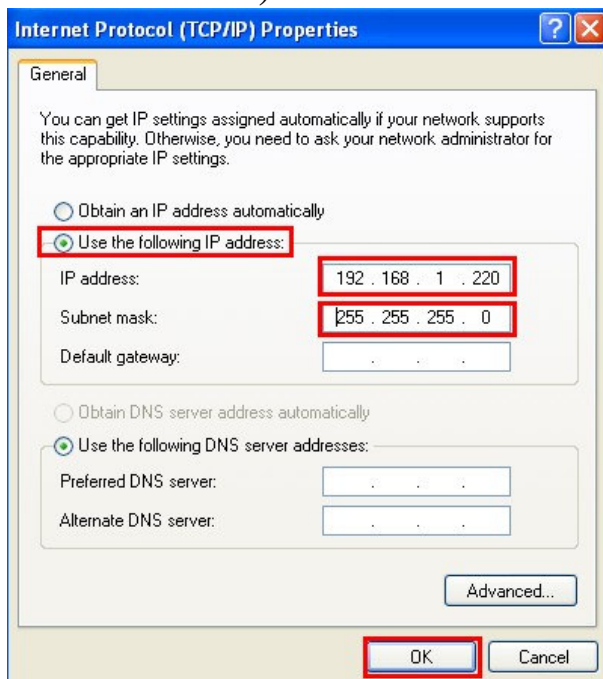 Internet Protocol (TCP/IP) Properties
General
You can get IP settings assigned automatically if your network supports
this capability. Otherwise, you need to ask your network administrator for
the appropriate IP settings.
Obtain an IP address automatically
Use the following IP address:
IP address: 192 . 168 . 1 . 220
Subnet mask: 255 . 255 . 255 . 0
Default gateway: . . .
Obtain DNS server address automatically
Use the following DNS server addresses:
Preferred DNS server: . . .
Alternate DNS server: . . .
Advanced...
OK Cancel